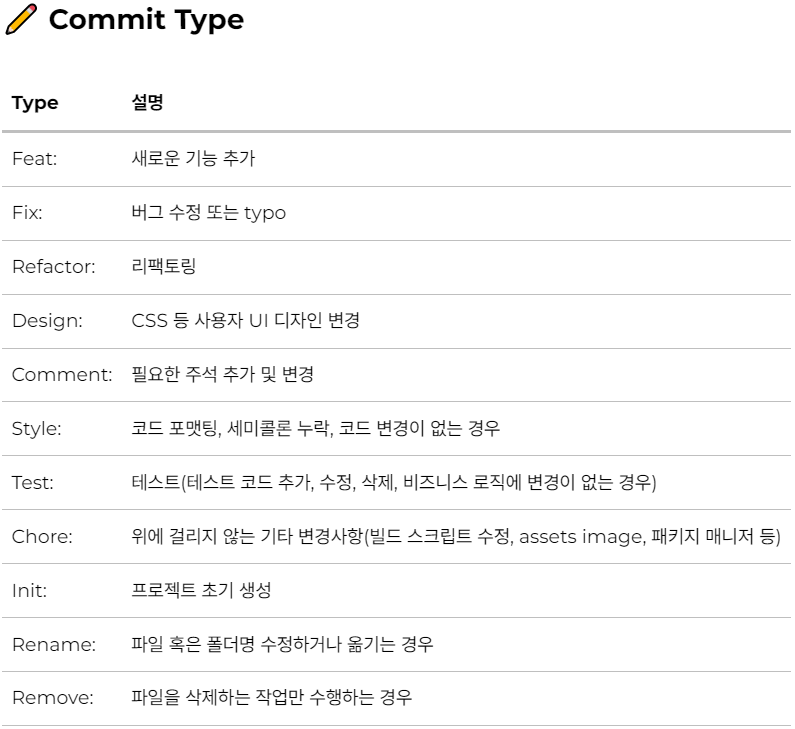 Commit Type
Type 설명
Feat: 새로운 기능 추가
Fix: 버그 수정 또는 typo
Refactor: 리팩토링
Design: CSS 등 사용자 UI 디자인 변경
Comment: 필요한 주석 추가 및 변경
Style: 코드 포맷팅, 세미콜론 누락, 코드 변경이 없는 경우
Test: 테스트(테스트 코드 추가, 수정, 삭제, 비즈니스 로직에 변경이 없는 경우)
Chore: 위에 걸리지 않는 기타 변경사항(빌드 스크립트 수정, assets image, 패키지 매니저 등)
Init: 프로젝트 초기 생성
Rename: 파일 혹은 폴더명 수정하거나 옮기는 경우
Remove: 파일을 삭제하는 작업만 수행하는 경우